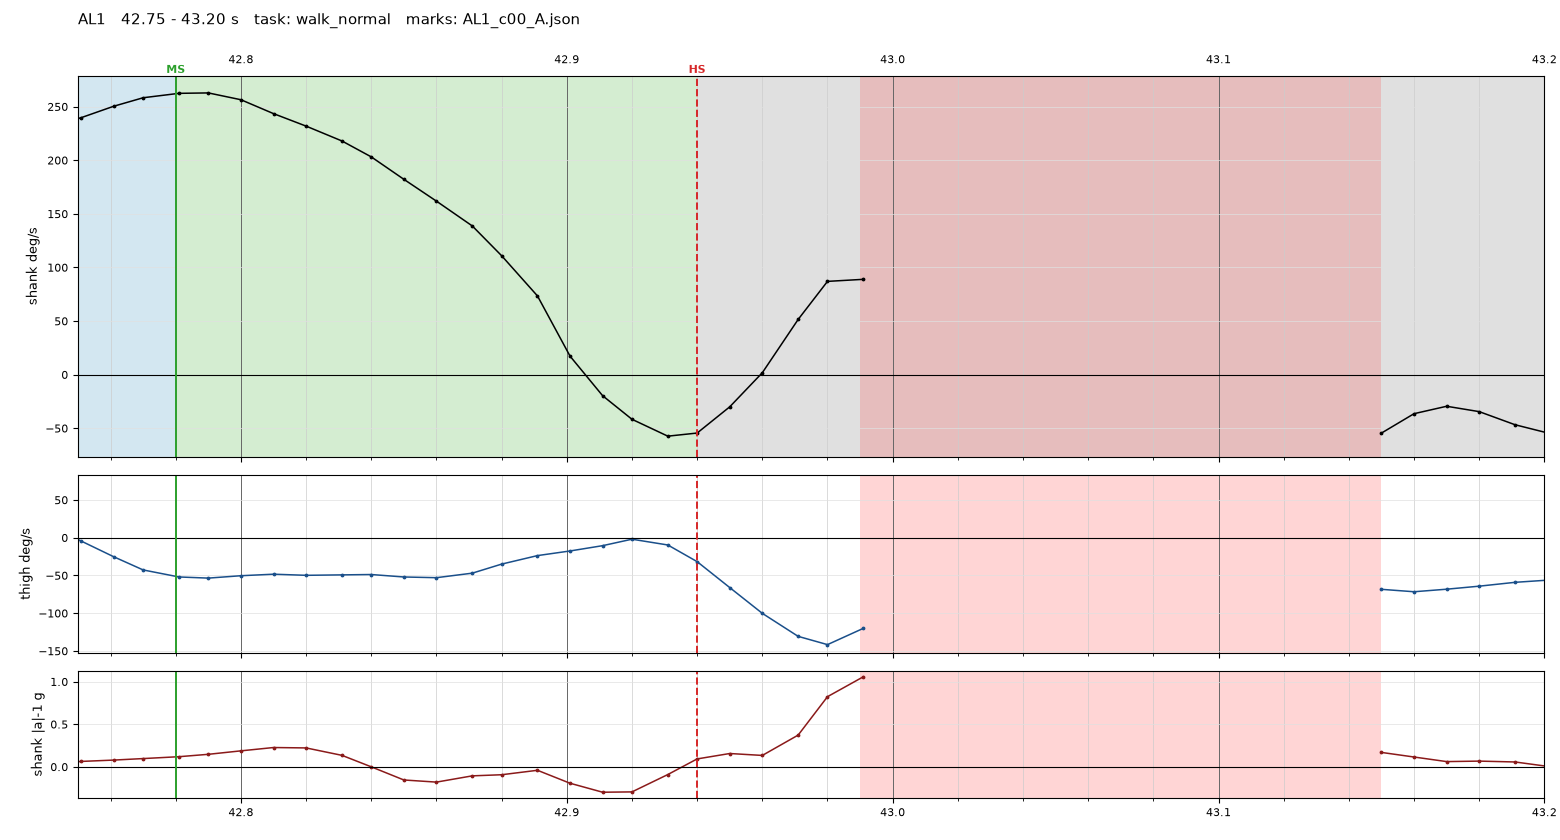 AL1   42.75 - 43.20 s   task: walk_normal   marks: AL1_c00_A.json
42.8 42.9 43.0 43.1 43.2
MS HS
shank deg/s
250
200
150
100
50
0
−50
thigh deg/s
50
0
−50
−100
−150
shank |a|-1 g
1.0
0.5
0.0
42.8 42.9 43.0 43.1 43.2